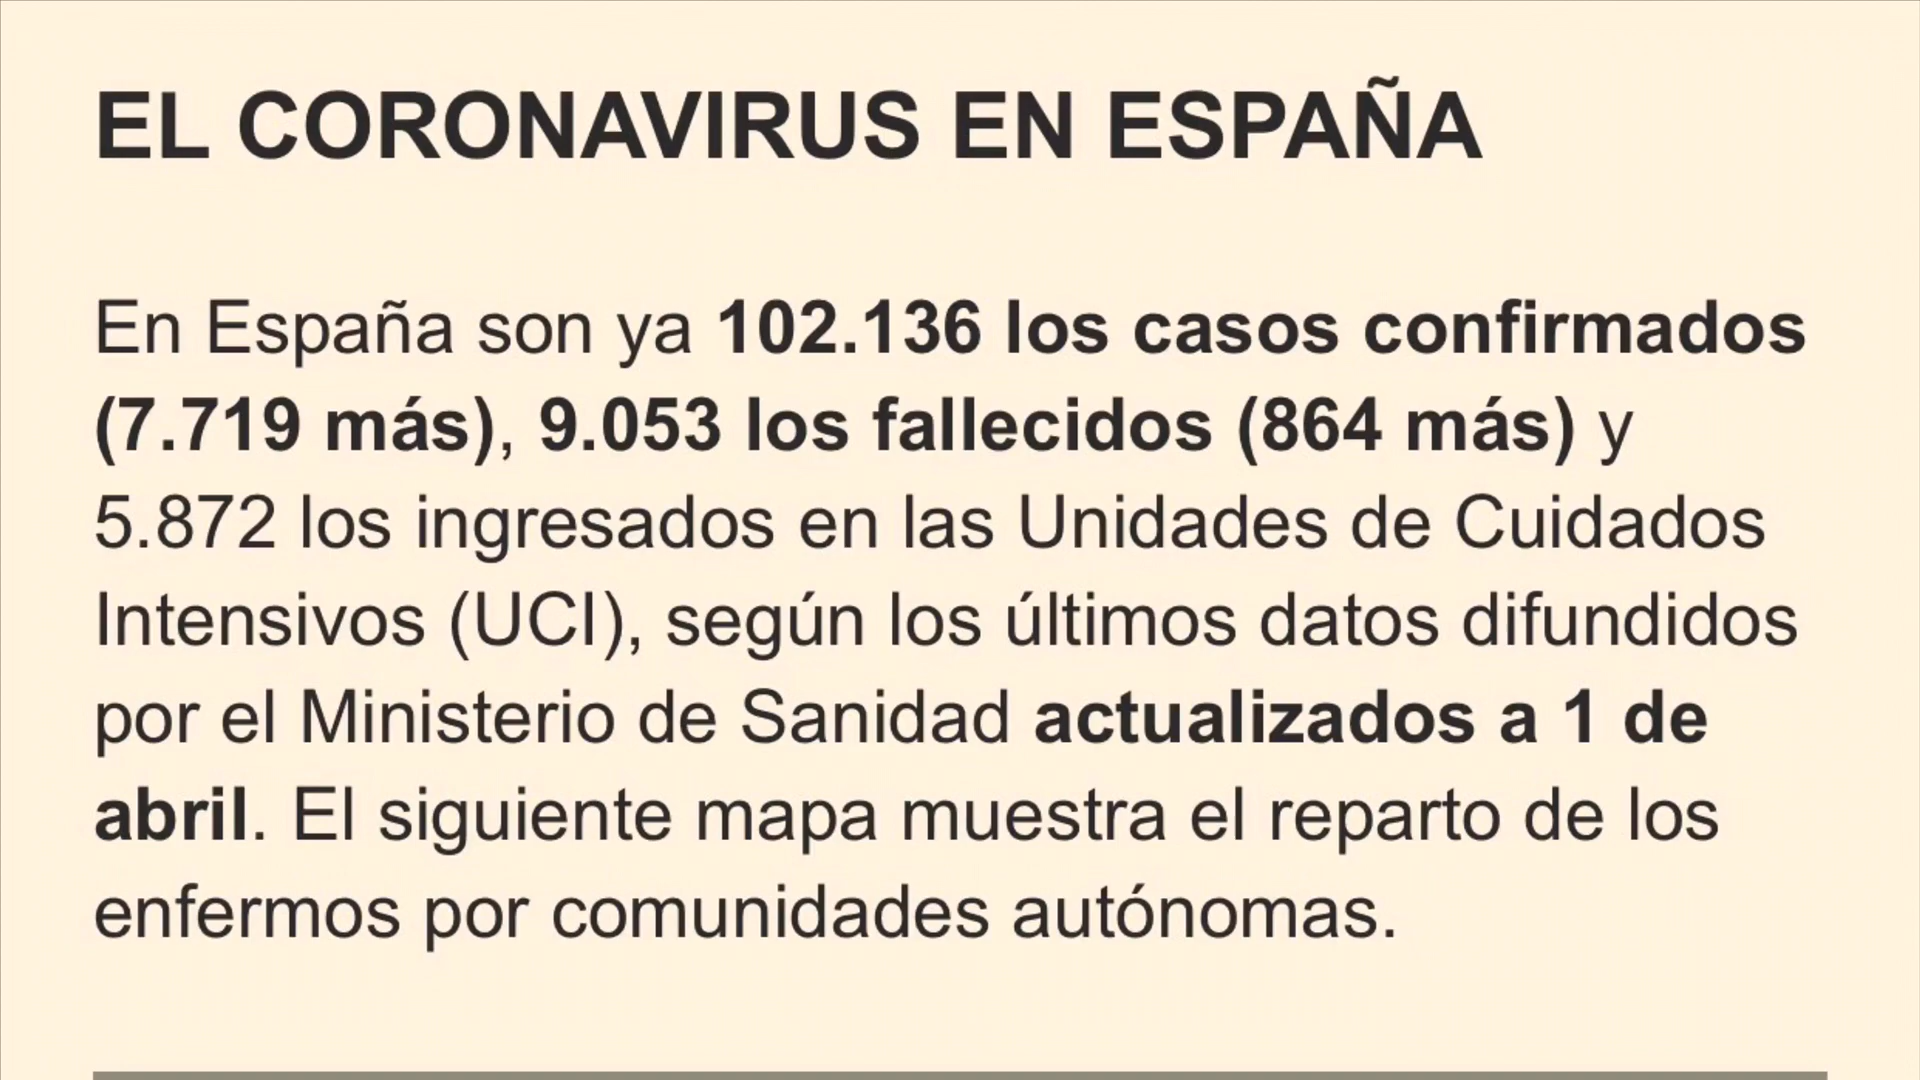 EL CORONAVIRUS EN ESPAÑA
En España son ya 102.136 los casos confirmados
(7.719 más), 9.053 los fallecidos (864 más) y
5.872 los ingresados en las Unidades de Cuidados
Intensivos (UCI), según los últimos datos difundidos
por el Ministerio de Sanidad actualizados a 1 de
abril. El siguiente mapa muestra el reparto de los
enfermos por comunidades autónomas.